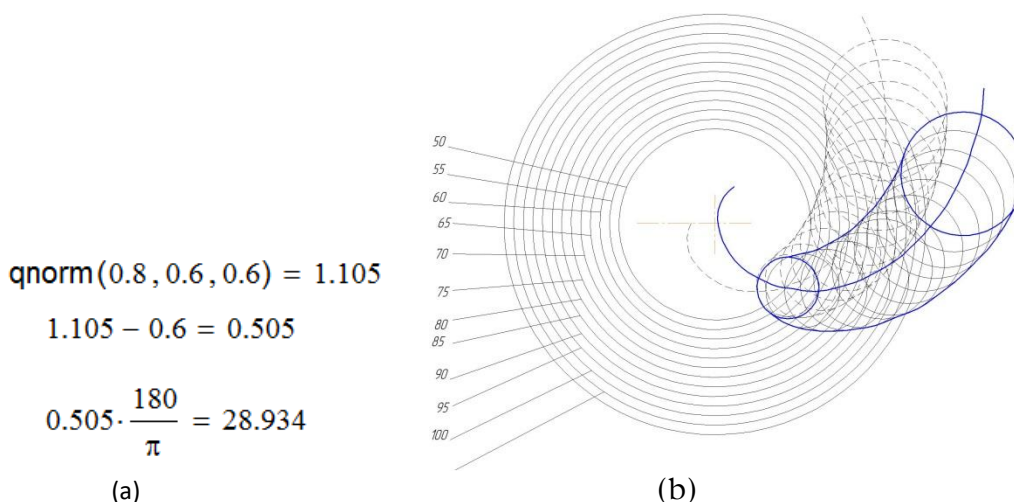 qnorm(0.8 , 0.6 , 0.6) = 1.105
1.105 − 0.6 = 0.505
0.505· 180/π = 28.934
(a)
50
55
60
65
70
75
80
85
90
95
100
(b)